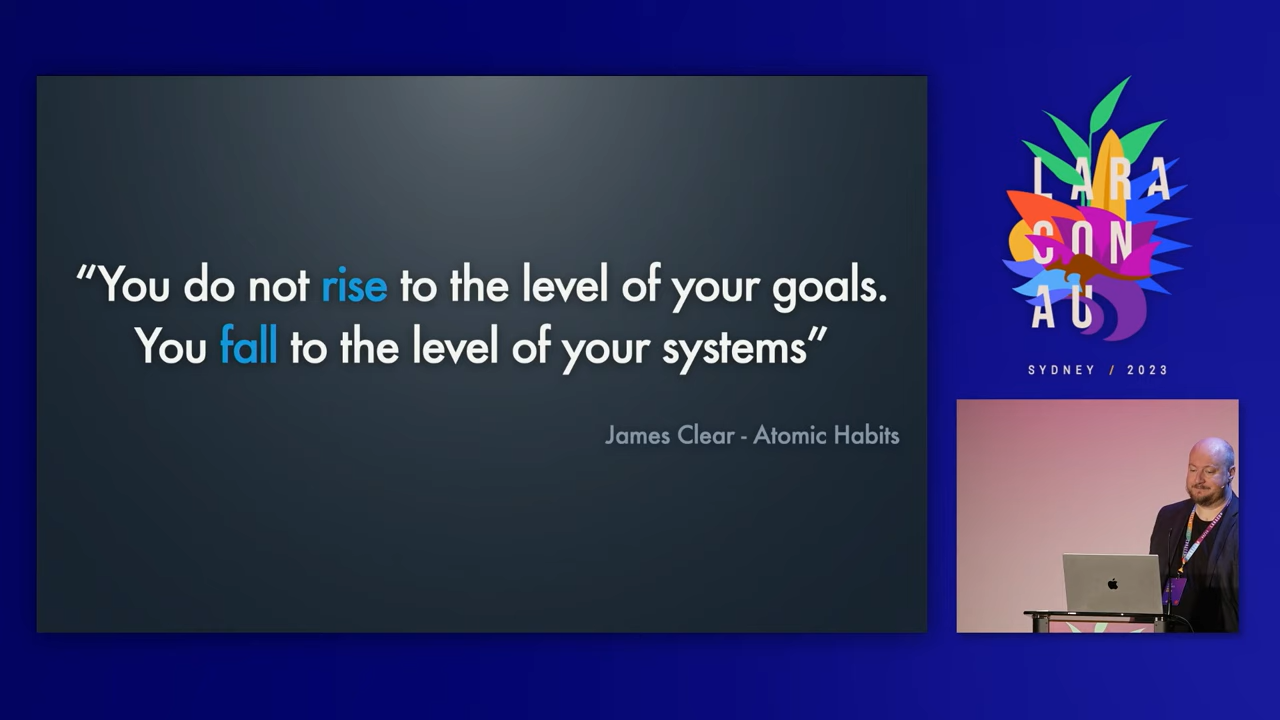 “You do not rise to the level of your goals.
You fall to the level of your systems”
James Clear - Atomic Habits
LARA
CON
AU
SYDNEY / 2023